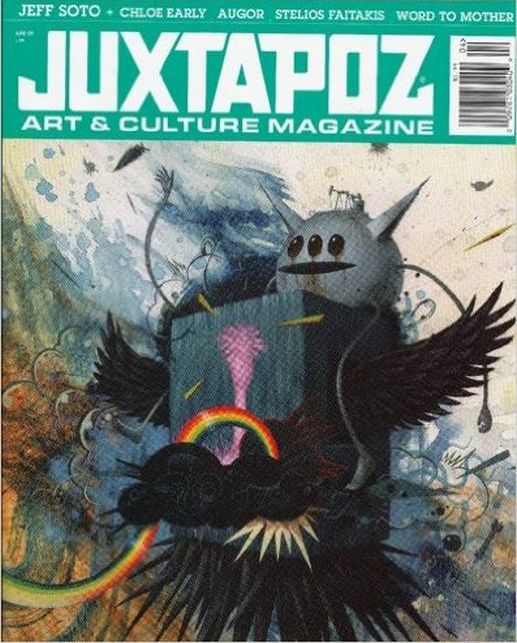 JEFF SOTO + CHLOE EARLY AUGOR STELIOS FAITAKIS WORD TO MOTHER
JUXTAPOZ
ART & CULTURE MAGAZINE